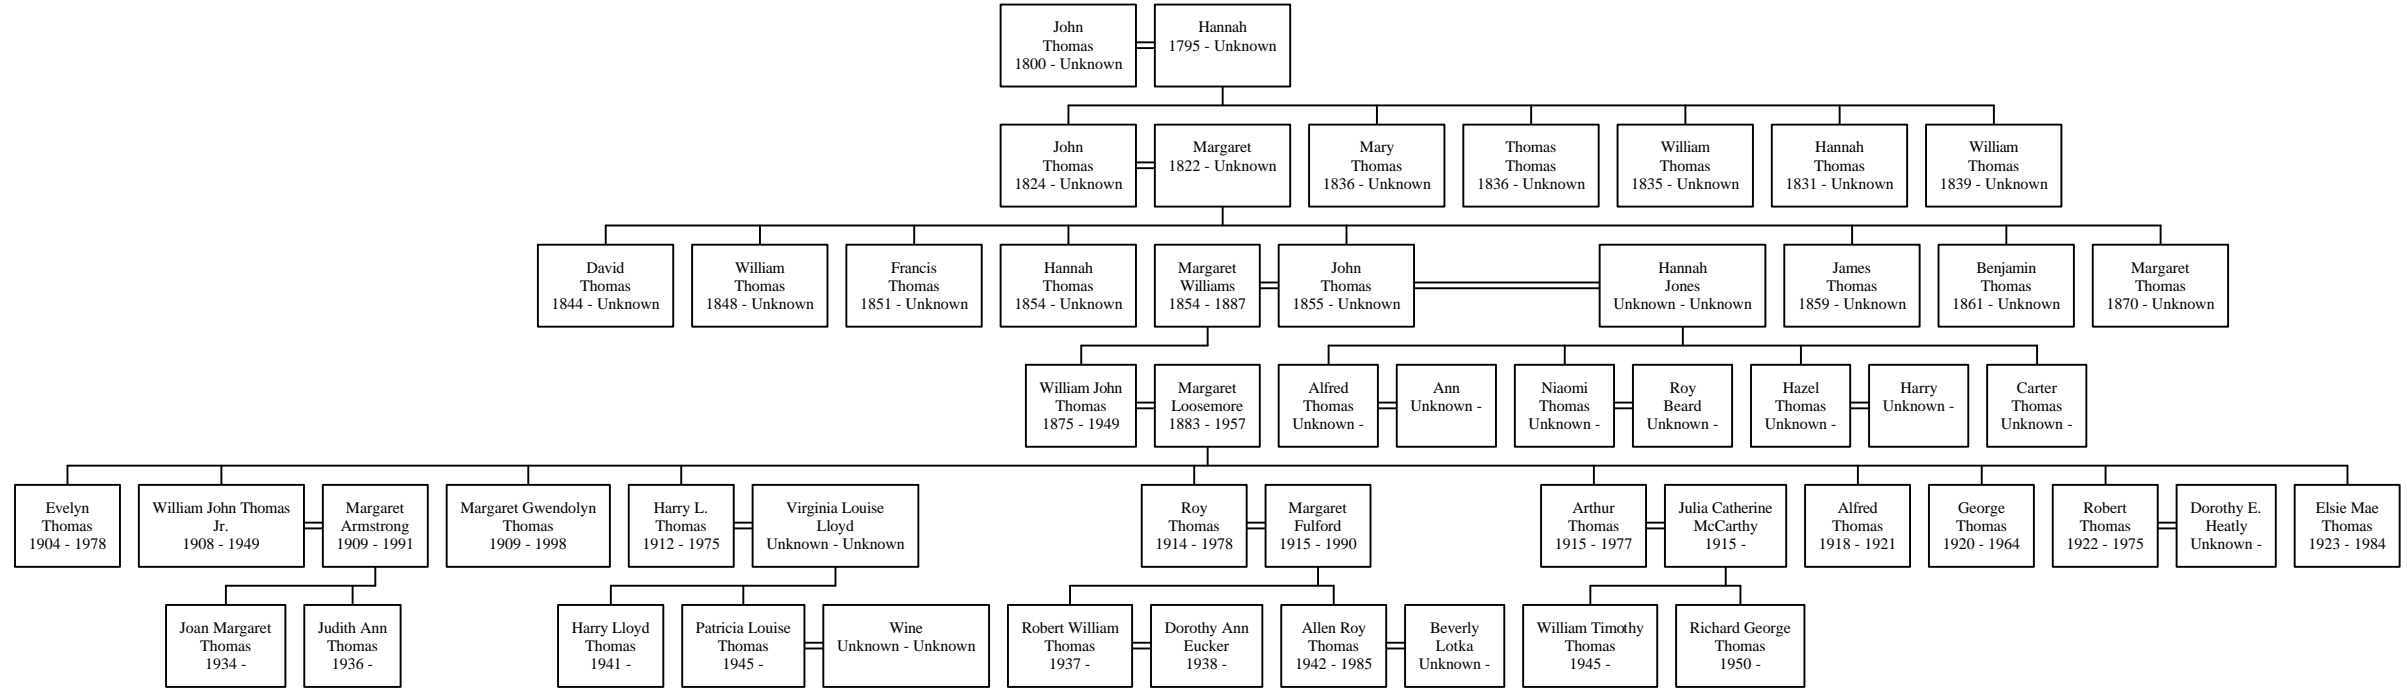 John
Thomas
1800 - Unknown
Hannah
1795 - Unknown
John
Thomas
1824 - Unknown
Margaret
1822 - Unknown
Mary
Thomas
1836 - Unknown
Thomas
Thomas
1836 - Unknown
William
Thomas
1835 - Unknown
Hannah
Thomas
1831 - Unknown
William
Thomas
1839 - Unknown
David
Thomas
1844 - Unknown
William
Thomas
1848 - Unknown
Francis
Thomas
1851 - Unknown
Hannah
Thomas
1854 - Unknown
Margaret
Williams
1854 - 1887
John
Thomas
1855 - Unknown
Hannah
Jones
Unknown - Unknown
James
Thomas
1859 - Unknown
Benjamin
Thomas
1861 - Unknown
Margaret
Thomas
1870 - Unknown
William John
Thomas
1875 - 1949
Margaret
Loosemore
1883 - 1957
Alfred
Thomas
Unknown -
Ann
Unknown -
Niaomi
Thomas
Unknown -
Roy
Beard
Unknown -
Hazel
Thomas
Unknown -
Harry
Unknown -
Carter
Thomas
Unknown -
Evelyn
Thomas
1904 - 1978
William John Thomas
Jr.
1908 - 1949
Margaret
Armstrong
1909 - 1991
Margaret Gwendolyn
Thomas
1909 - 1998
Harry L.
Thomas
1912 - 1975
Virginia Louise
Lloyd
Unknown - Unknown
Roy
Thomas
1914 - 1978
Margaret
Fulford
1915 - 1990
Arthur
Thomas
1915 - 1977
Julia Catherine
McCarthy
1915 -
Alfred
Thomas
1918 - 1921
George
Thomas
1920 - 1964
Robert
Thomas
1922 - 1975
Dorothy E.
Heatly
Unknown -
Elsie Mae
Thomas
1923 - 1984
Joan Margaret
Thomas
1934 -
Judith Ann
Thomas
1936 -
Harry Lloyd
Thomas
1941 -
Patricia Louise
Thomas
1945 -
Wine
Unknown - Unknown
Robert William
Thomas
1937 -
Dorothy Ann
Eucker
1938 -
Allen Roy
Thomas
1942 - 1985
Beverly
Lotka
Unknown -
William Timothy
Thomas
1945 -
Richard George
Thomas
1950 -